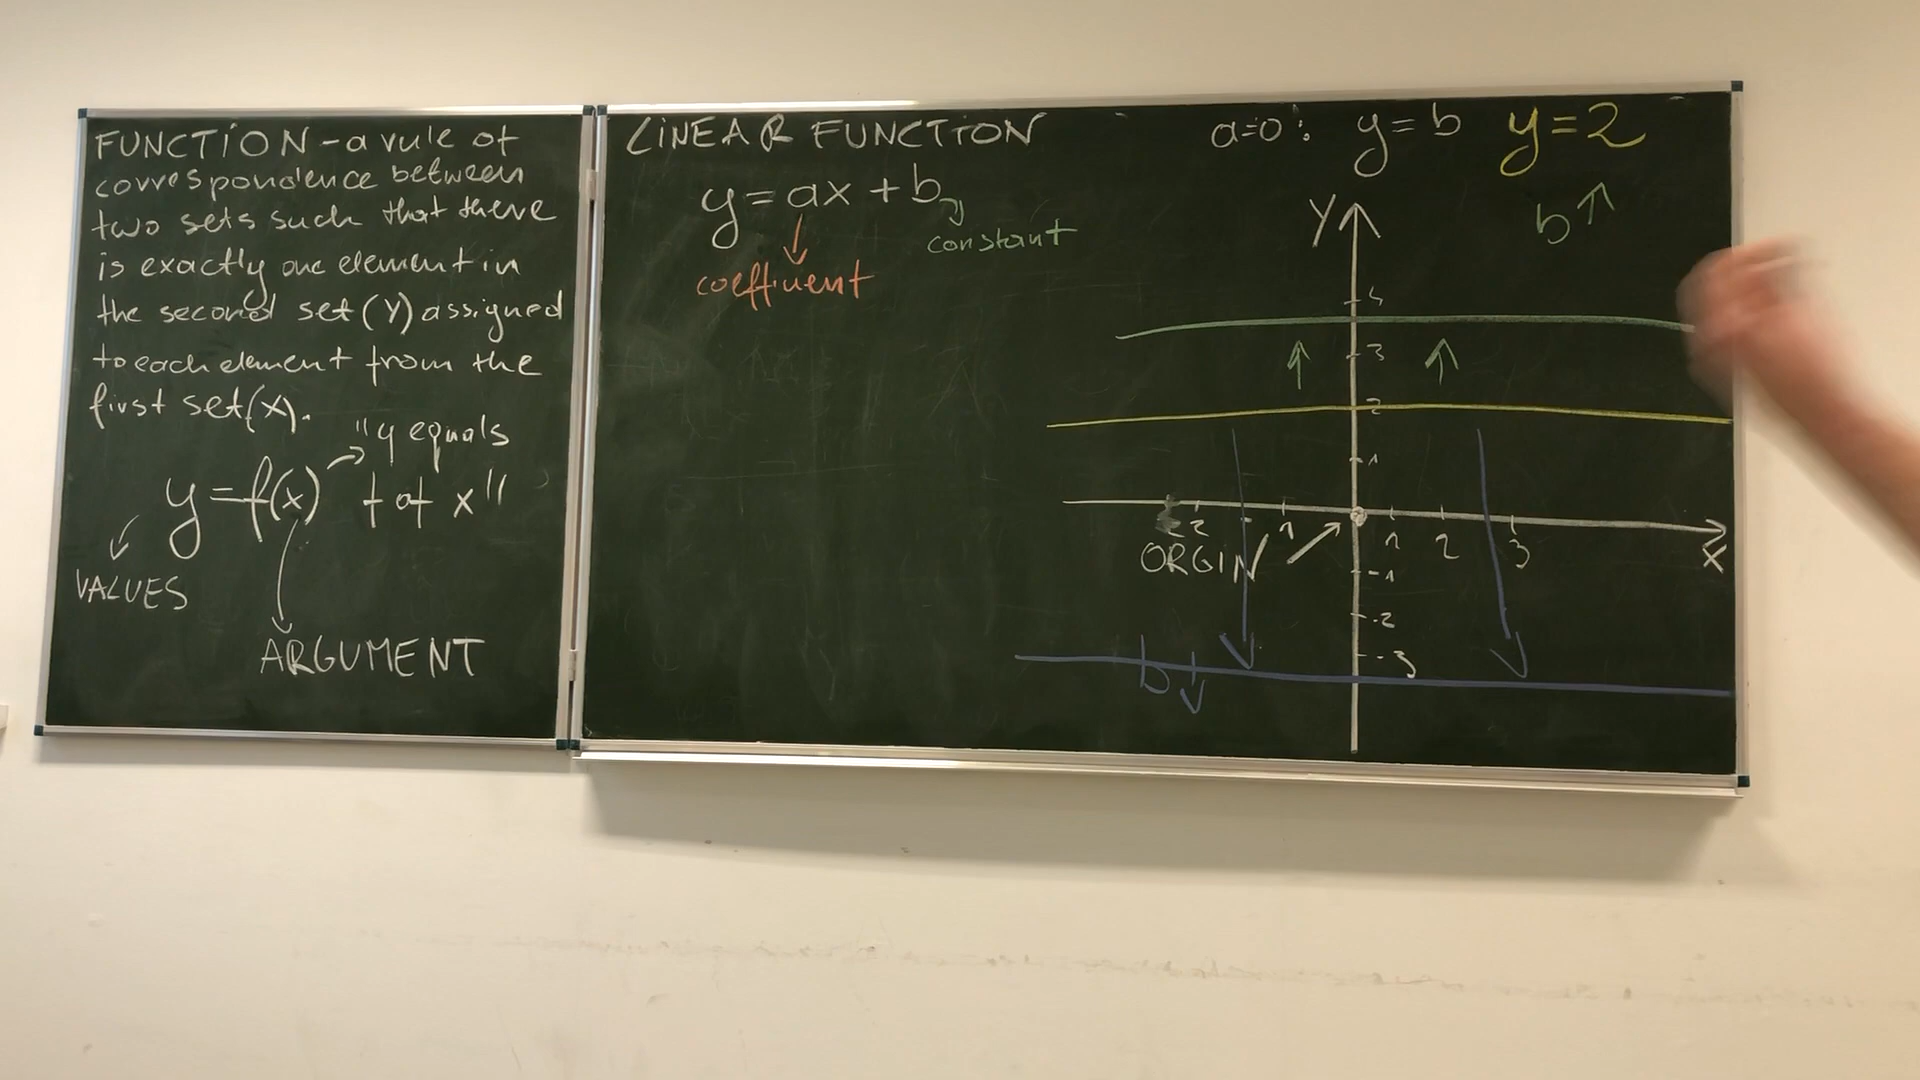 FUNCTION - a rule of
correspondence between
two sets such that there
is exactly one element in
the second set (Y) assigned
to each element from the
first set (X).
"y equals
y=f(x) f of x"
VALUES
ARGUMENT
LINEAR FUNCTION
y = ax + b
constant
coefficient
a=0: y = b y = 2
b↑
Y
4
3
2
1
-2 -1 1 2 3
X
ORGIN
-1
-2
-3
b↓